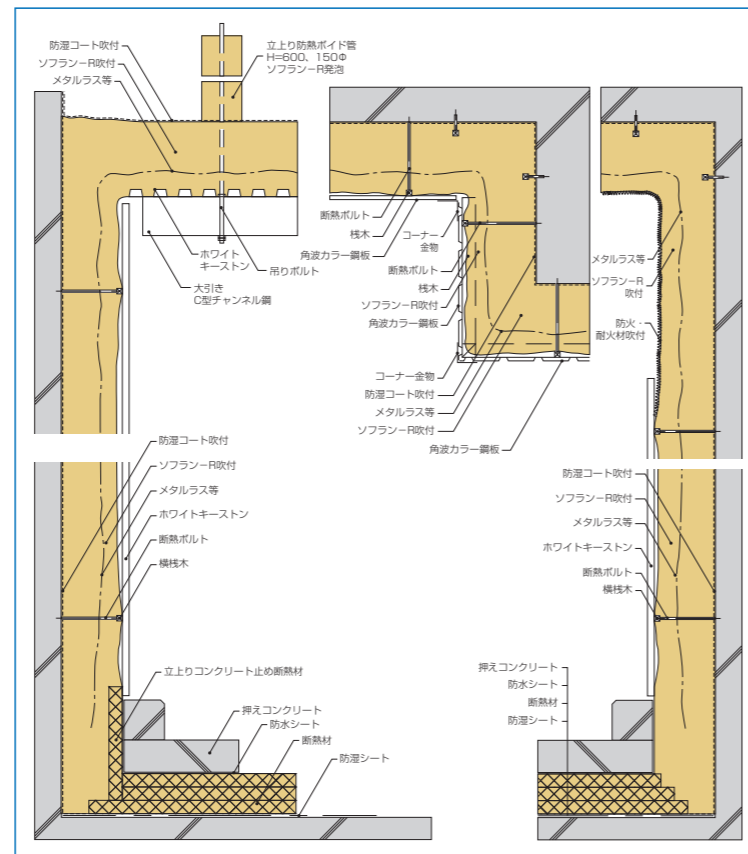 防湿コート吹付
ソフランーR吹付
メタルラス等
立上り防熱ボイド管
H=600、150Φ
ソフランーR発泡
ホワイト
キーストン
吊りボルト
大引き
C型チャンネル鋼
断熱ボルト
桟木
角波カラー鋼板
コーナー
金物
断熱ボルト
桟木
ソフランーR吹付
角波カラー鋼板
コーナー金物
防湿コート吹付
メタルラス等
ソフランーR吹付
角波カラー鋼板
メタルラス等
ソフランーR
吹付
防火・
耐火材吹付
防湿コート吹付
ソフランーR吹付
メタルラス等
ホワイトキーストン
断熱ボルト
横桟木
防湿コート吹付
ソフランーR吹付
メタルラス等
ホワイトキーストン
断熱ボルト
横桟木
立上りコンクリート止め断熱材
押えコンクリート
防水シート
断熱材
防湿シート
押えコンクリート
防水シート
断熱材
防湿シート